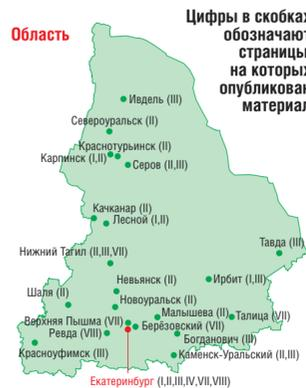 Область
Цифры в скобках
обозначают
страницы,
на которых
опубликован
материал
Ивдель (III)
Североуральск (II)
Краснотурьинск (II)
Карпинск (I,II)
Серов (II,III)
Качканар (II)
Лесной (I,II)
Тавда (III)
Нижний Тагил (II,III,VII)
Невьянск (II)
Ирбит (I,III)
Шаля (II)
Новоуральск (II)
Малышева (II)
Талица (VII)
Верхняя Пышма (VII)
Берёзовский (VII)
Ревда (VIII)
Богданович (II)
Красноуфимск (III)
Каменск-Уральский (II,III)
Екатеринбург (I,II,III,IV,VII,VIII)